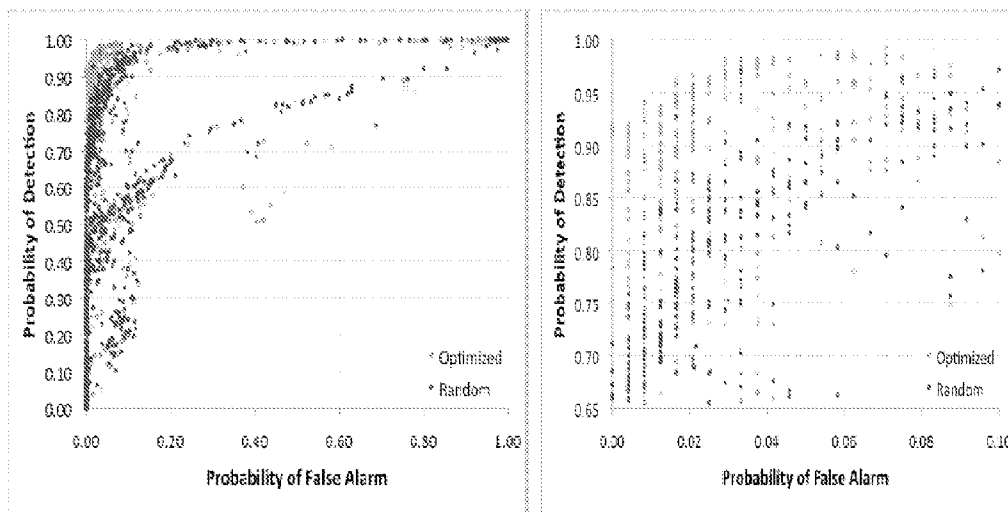 1.00
0.90
0.80
0.70
0.60
0.50
0.40
0.30
0.20
0.10
0.00
Probability of Detection
Optimized
Random
0.00 0.20 0.40 0.60 0.80 1.00
Probability of False Alarm
1.00
0.95
0.90
0.85
0.80
0.75
0.70
0.65
Probability of Detection
Optimized
Random
0.00 0.02 0.04 0.06 0.08 0.10
Probability of False Alarm